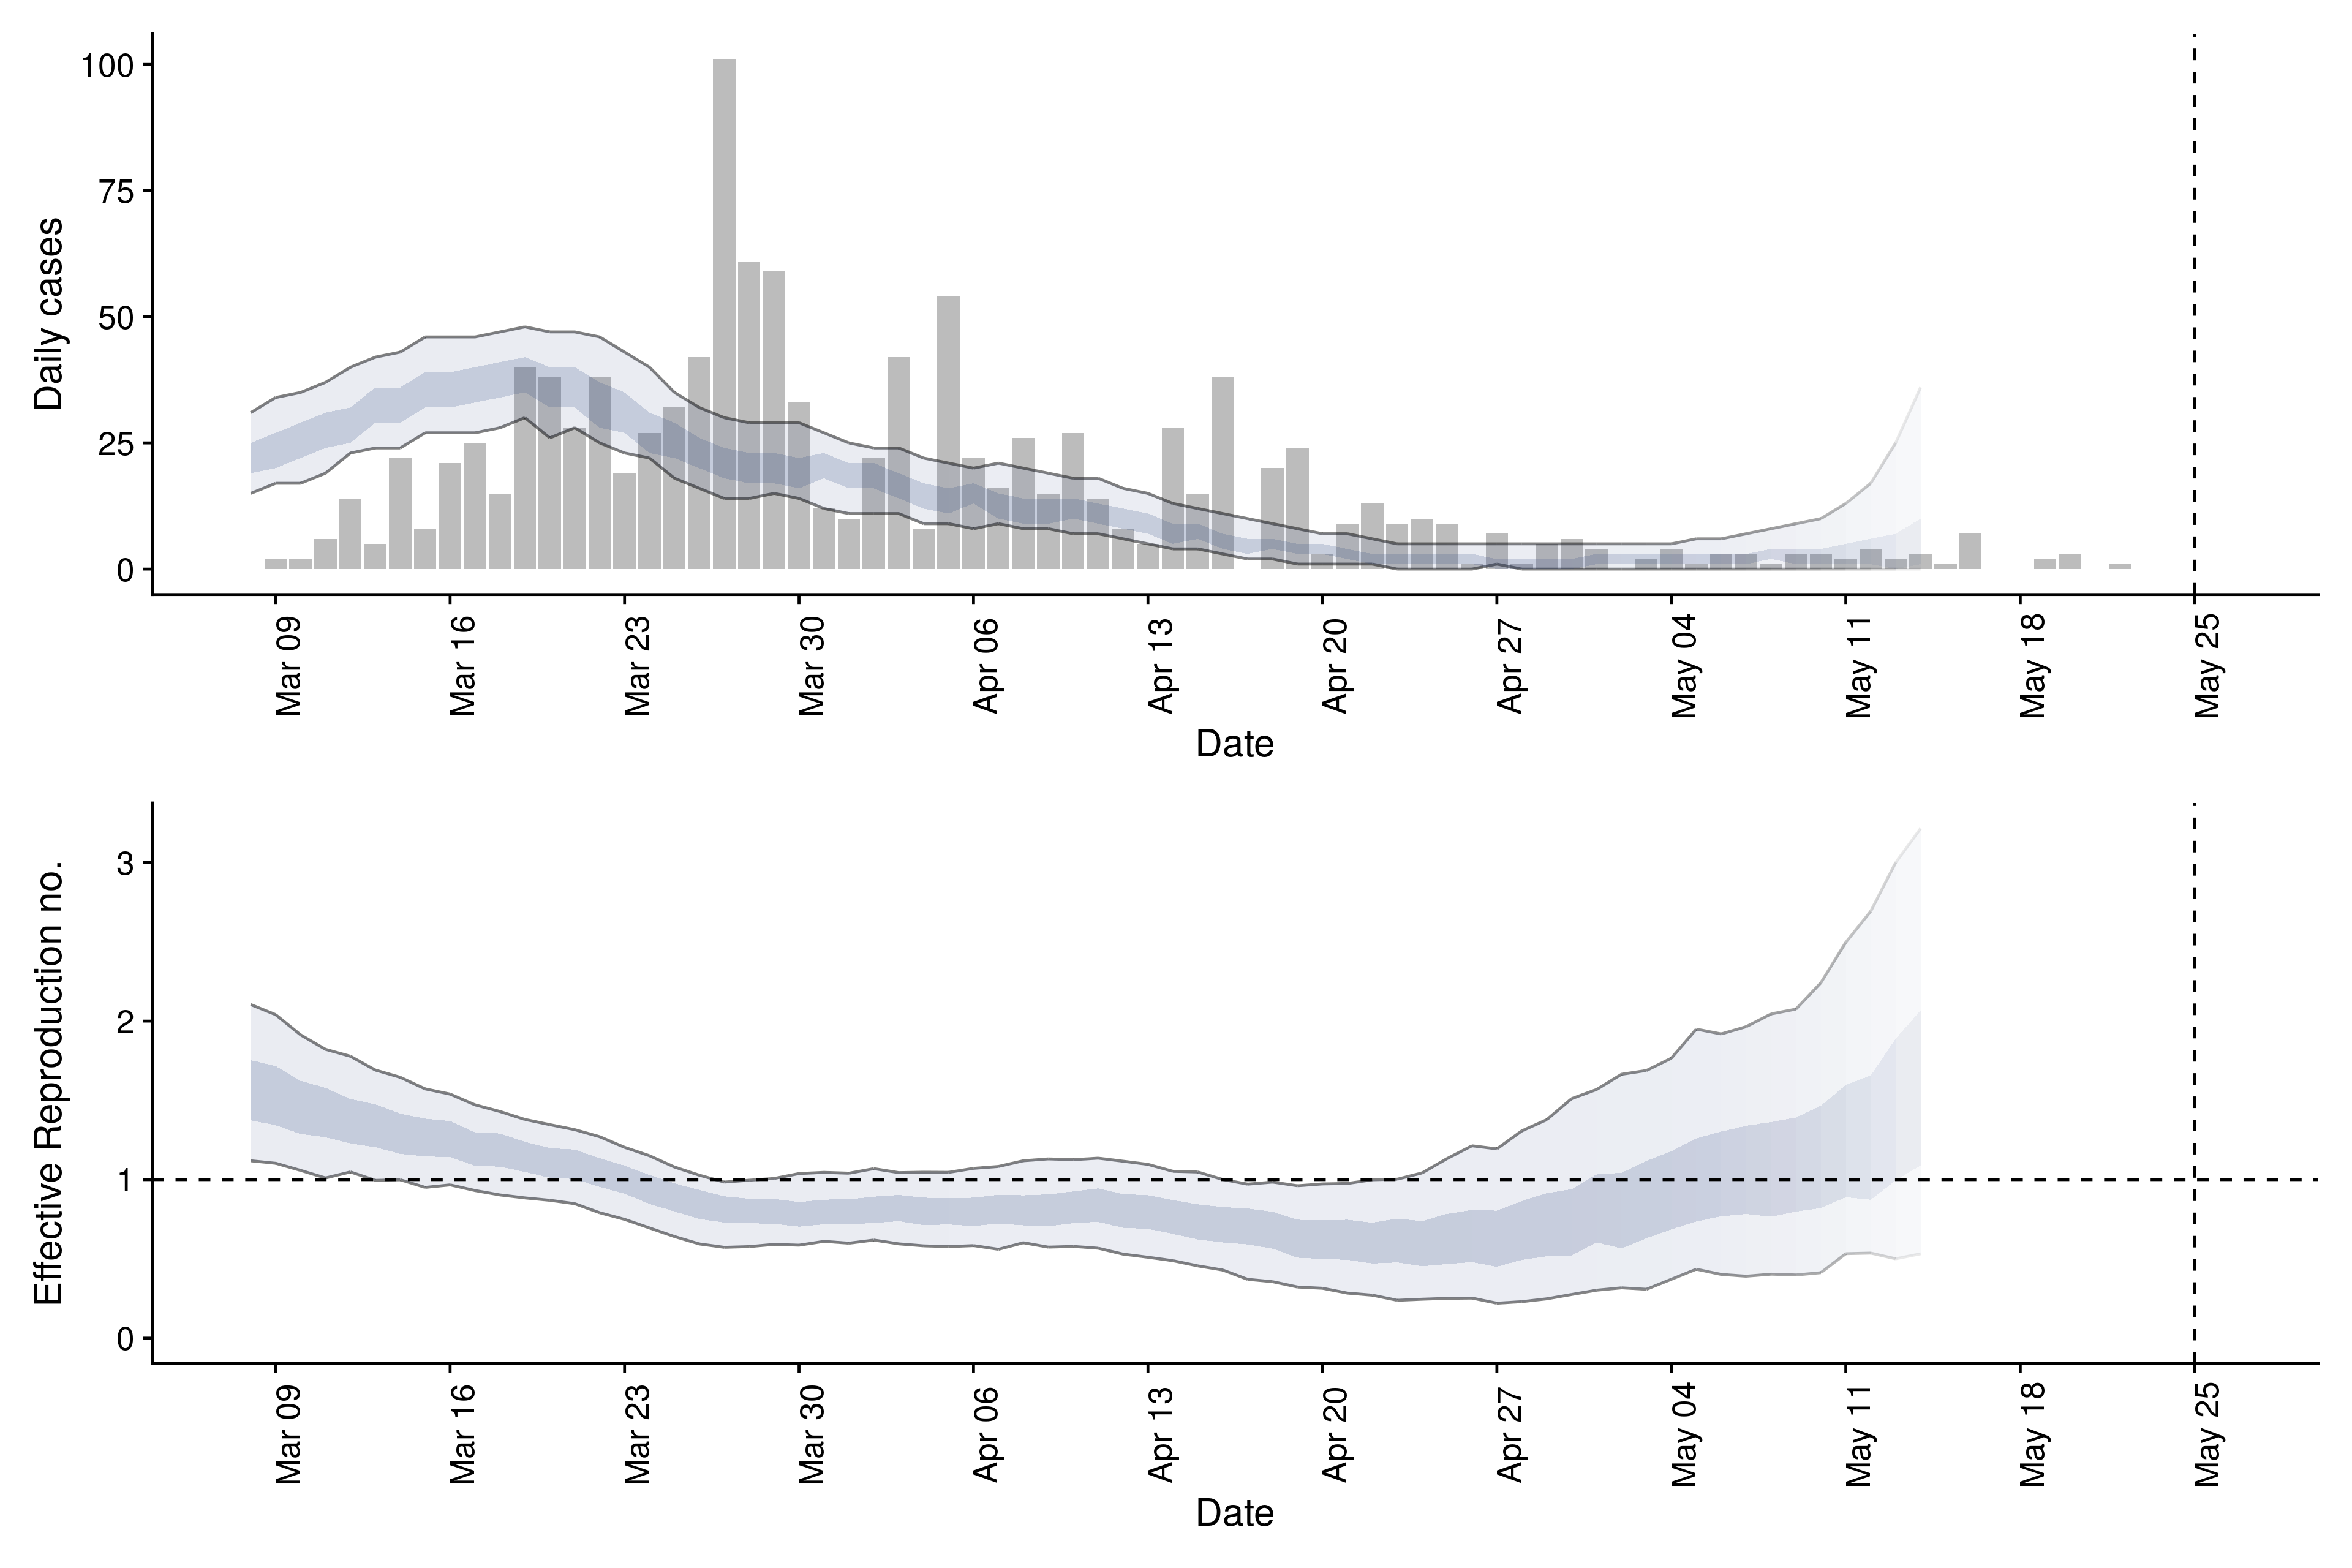 Daily cases
100
75
50
25
0
Mar 09
Mar 16
Mar 23
Mar 30
Apr 06
Apr 13
Apr 20
Apr 27
May 04
May 11
May 18
May 25
Date
Effective Reproduction no.
3
2
1
0
Mar 09
Mar 16
Mar 23
Mar 30
Apr 06
Apr 13
Apr 20
Apr 27
May 04
May 11
May 18
May 25
Date